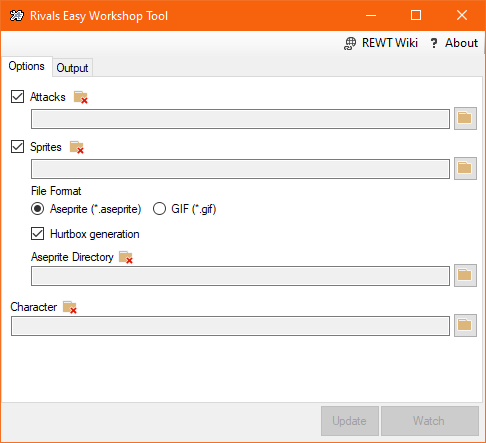 Rivals Easy Workshop Tool
REWT Wiki ? About
Options Output
Attacks
Sprites
File Format
Aseprite (*.aseprite) GIF (*.gif)
Hurtbox generation
Aseprite Directory
Character
Update Watch